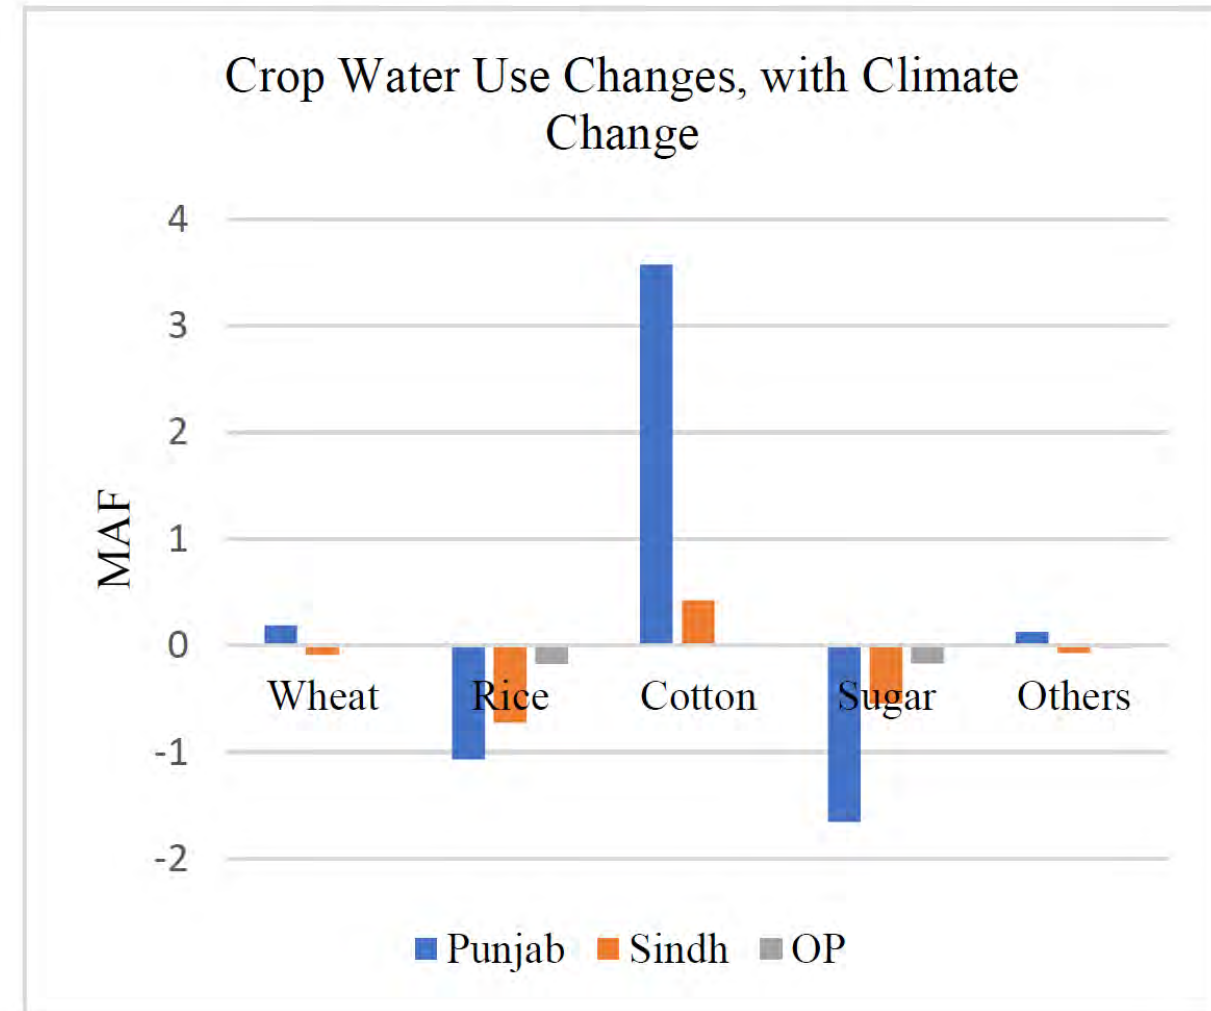 Crop Water Use Changes, with Climate
Change
4
3
2
1
0
-1
-2
MAF
Wheat Rice Cotton Sugar Others
Punjab Sindh OP